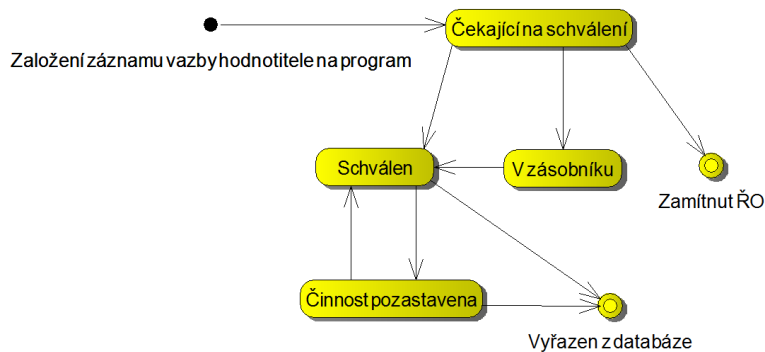 Čekající na schválení
Založení záznamu vazby hodnotitele na program
Schválen
V zásobníku
Zamítnut ŘO
Činnost pozastavena
Vyřazen z databáze